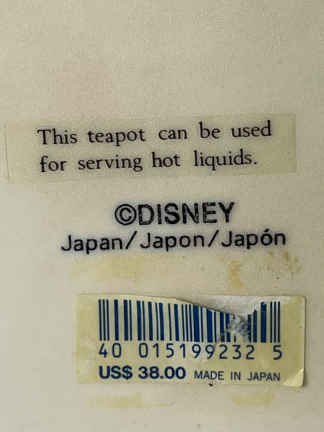 This teapot can be used
for serving hot liquids.
©DISNEY
Japan/Japon/Japón
40 015199232 5
US$ 38.00 MADE IN JAPAN